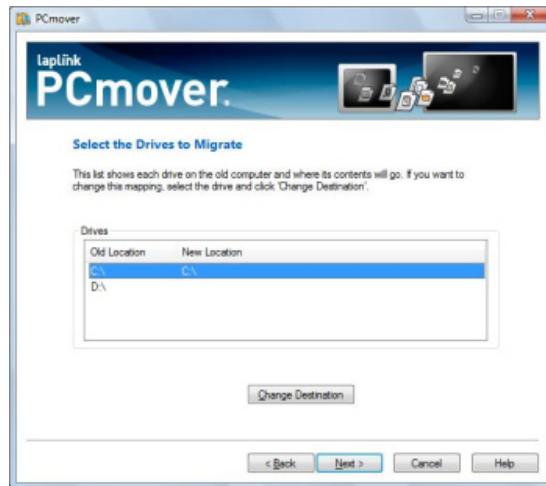 PCmover
laplink
PCmover.
Select the Drives to Migrate
This list shows each drive on the old computer and where its contents will go. If you want to
change this mapping, select the drive and click 'Change Destination'.
Drives
Old Location New Location
C:\ C:\
D:\
Change Destination
< Back Next > Cancel Help